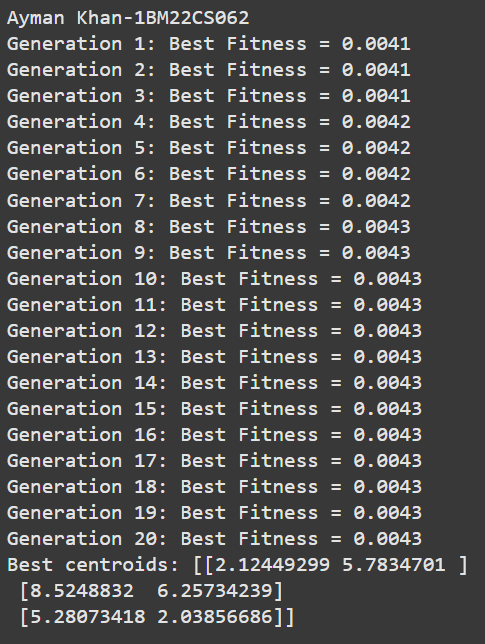 Ayman Khan-1BM22CS062
Generation 1: Best Fitness = 0.0041
Generation 2: Best Fitness = 0.0041
Generation 3: Best Fitness = 0.0041
Generation 4: Best Fitness = 0.0042
Generation 5: Best Fitness = 0.0042
Generation 6: Best Fitness = 0.0042
Generation 7: Best Fitness = 0.0042
Generation 8: Best Fitness = 0.0043
Generation 9: Best Fitness = 0.0043
Generation 10: Best Fitness = 0.0043
Generation 11: Best Fitness = 0.0043
Generation 12: Best Fitness = 0.0043
Generation 13: Best Fitness = 0.0043
Generation 14: Best Fitness = 0.0043
Generation 15: Best Fitness = 0.0043
Generation 16: Best Fitness = 0.0043
Generation 17: Best Fitness = 0.0043
Generation 18: Best Fitness = 0.0043
Generation 19: Best Fitness = 0.0043
Generation 20: Best Fitness = 0.0043
Best centroids: [[2.12449299 5.7834701 ]
 [8.5248832  6.25734239]
 [5.28073418 2.03856686]]